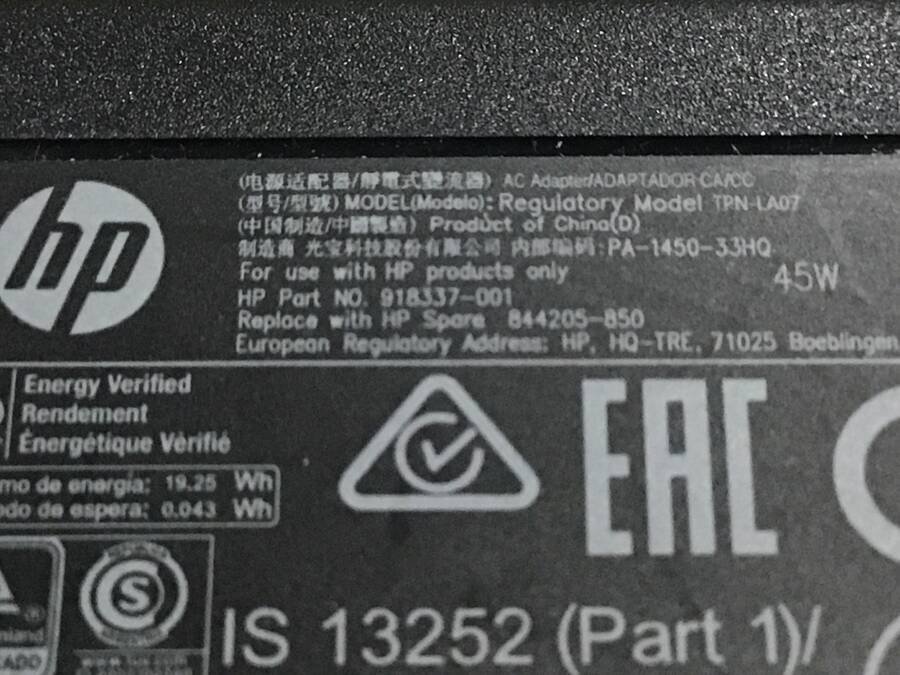 hp
(电源适配器/靜電式變流器) AC Adapter/ADAPTADOR CA/CC
(型号/型號) MODEL(Modelo): Regulatory Model TPN-LA07
(中国制造/中國製造) Product of China(D)
制造商 光宝科技股份有限公司 内部编码:PA-1450-33HQ
For use with HP products only
45W
HP Part NO. 918337-001
Replace with HP Spare 844205-850
European Regulatory Address: HP, HQ-TRE, 71025 Boeblingen
Energy Verified
Rendement
Énergétique Vérifié
mo de energía: 19.25 Wh
odo de espera: 0.043 Wh
EAC
S
IS 13252 (Part 1)/